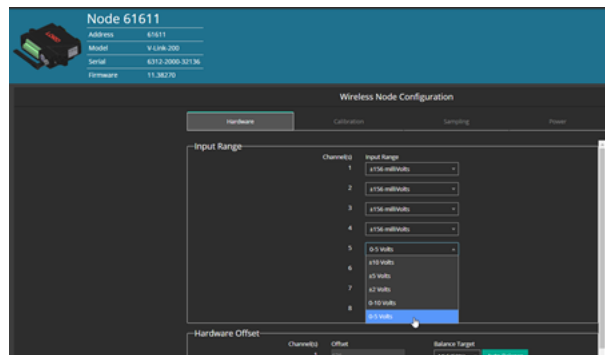 Node 61611
Address 61611
Model V-Link-200
Serial 6312-2000-32136
Firmware 11.38270
Wireless Node Configuration
Hardware Calibration Sampling Power
Input Range
Channel(s) Input Range
1 ±156 milliVolts
2 ±156 milliVolts
3 ±156 milliVolts
4 ±156 milliVolts
5 0-5 Volts
±10 Volts
6
±5 Volts
7 ±2 Volts
0-10 Volts
8
0-5 Volts
Hardware Offset
Channel(s) Offset Balance Target